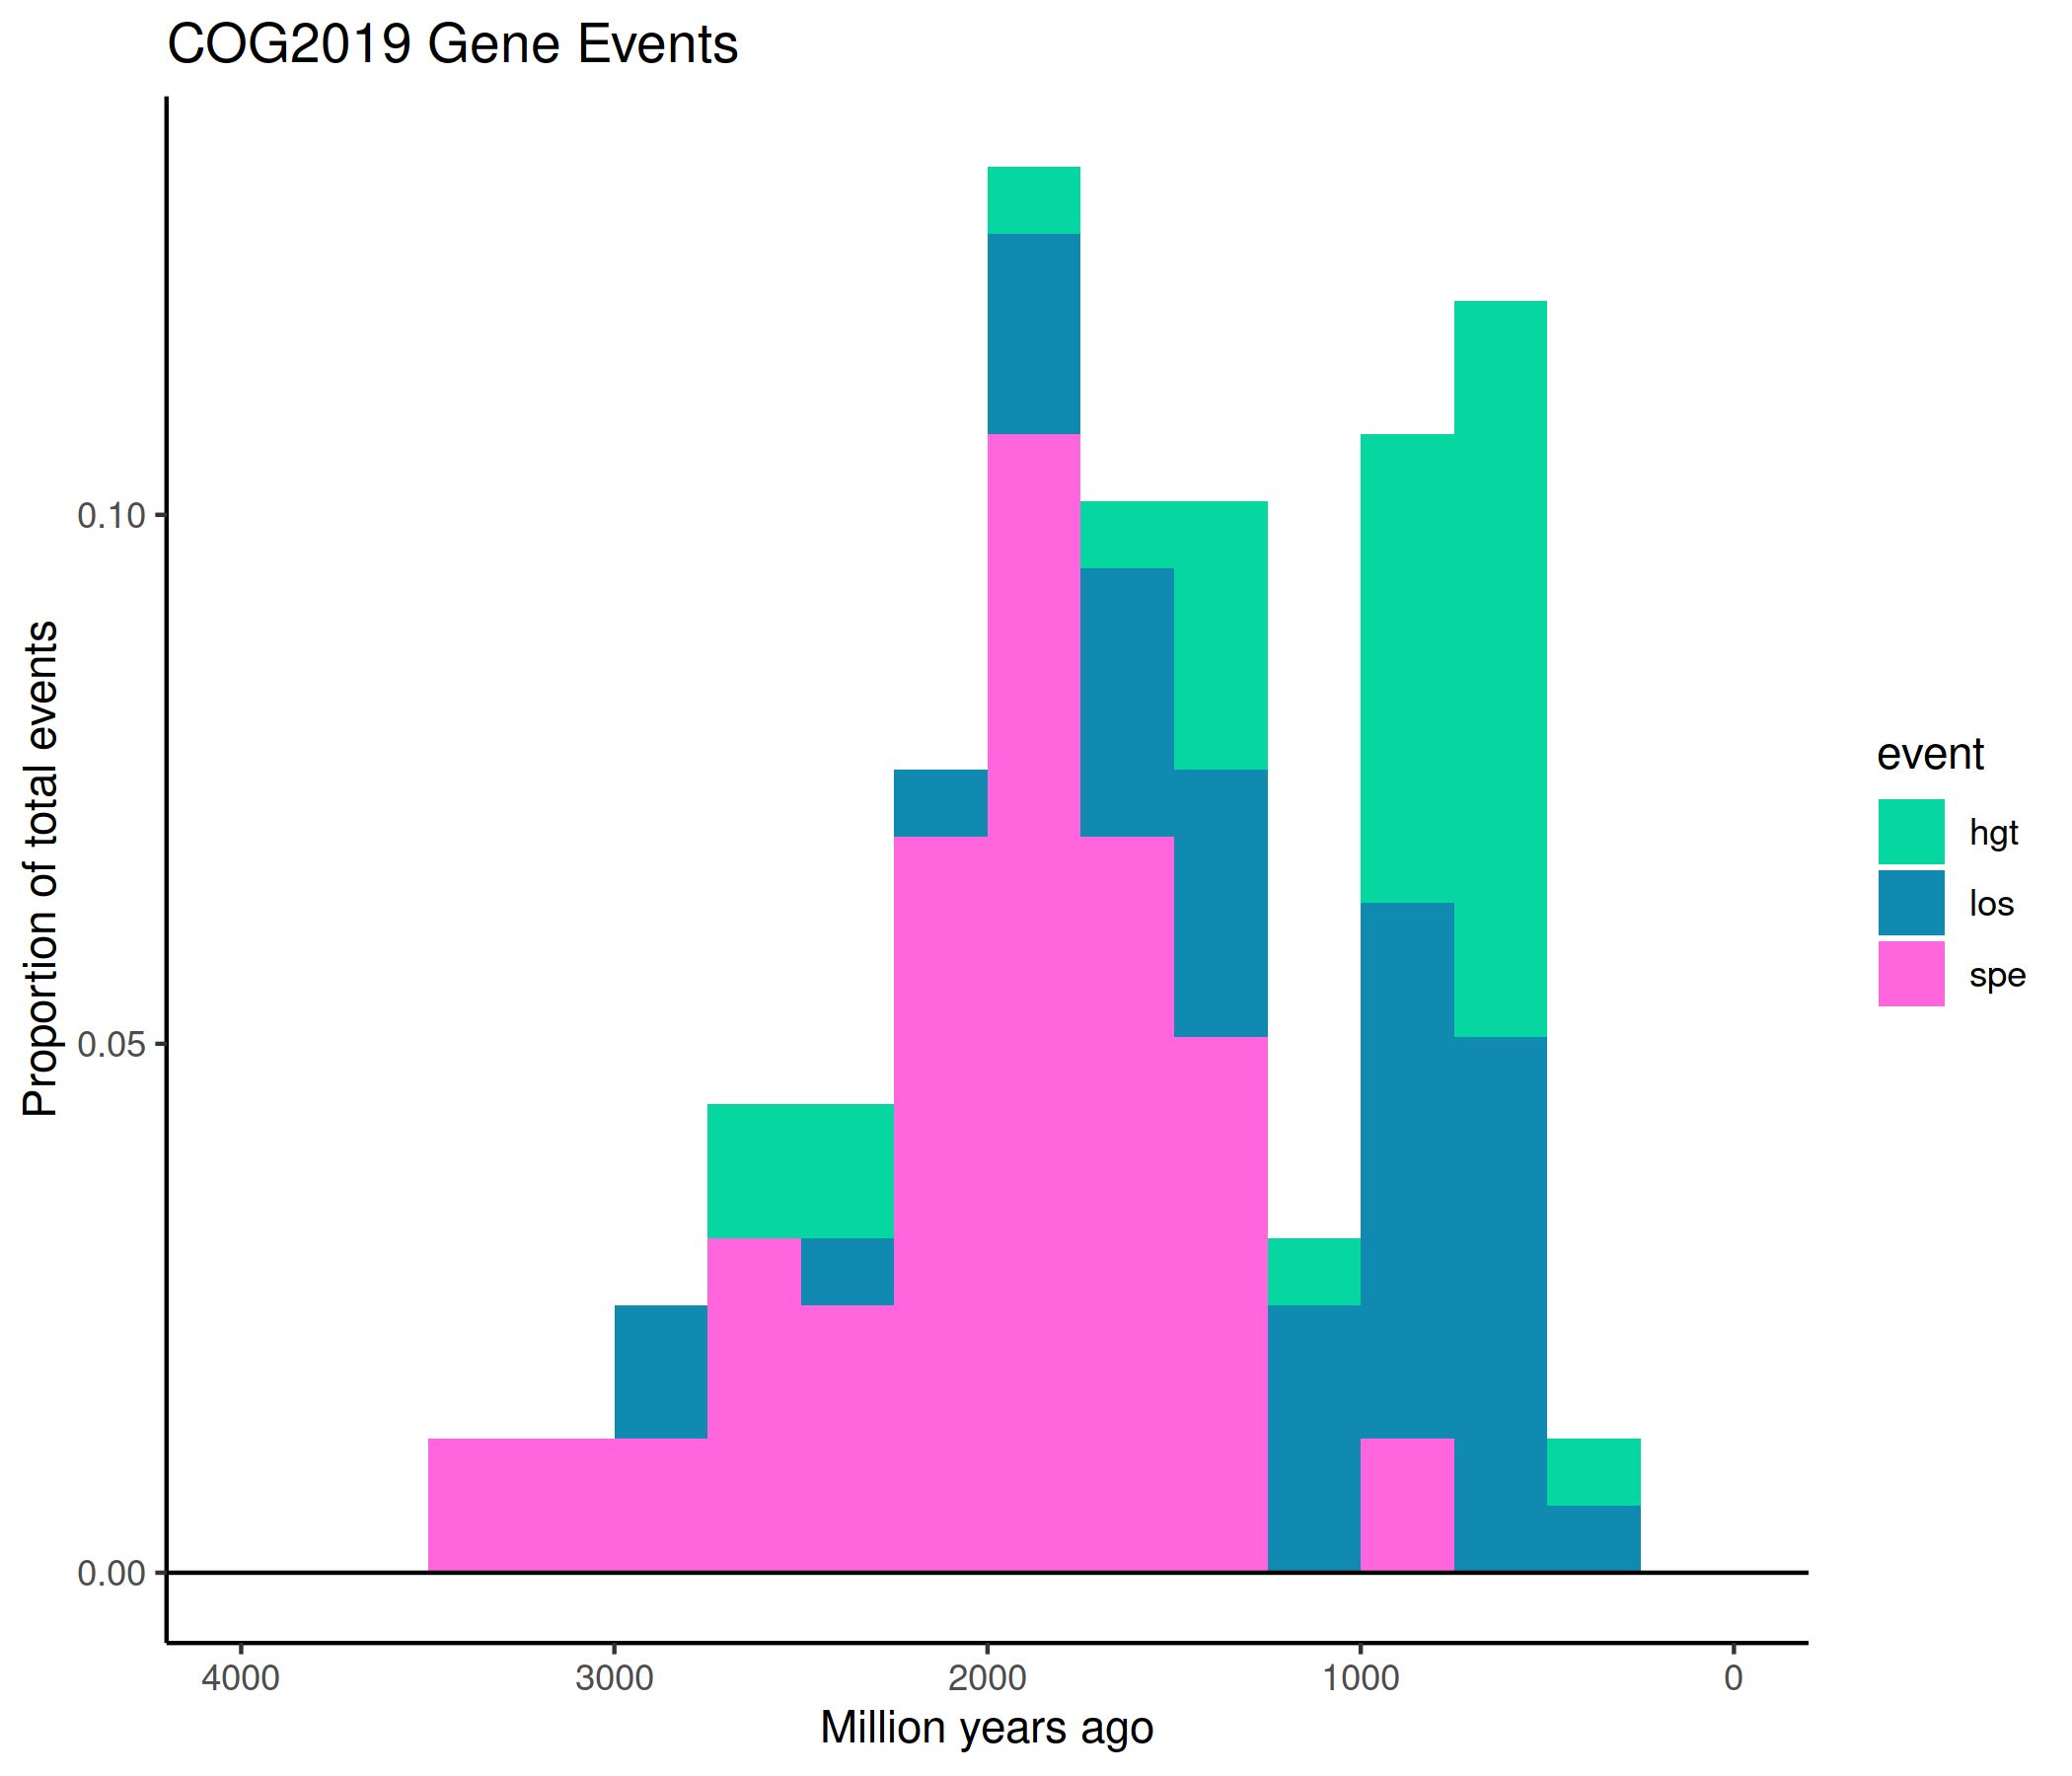 COG2019 Gene Events
Proportion of total events
0.10
0.05
0.00
4000 3000 2000 1000 0
Million years ago
event
hgt
los
spe